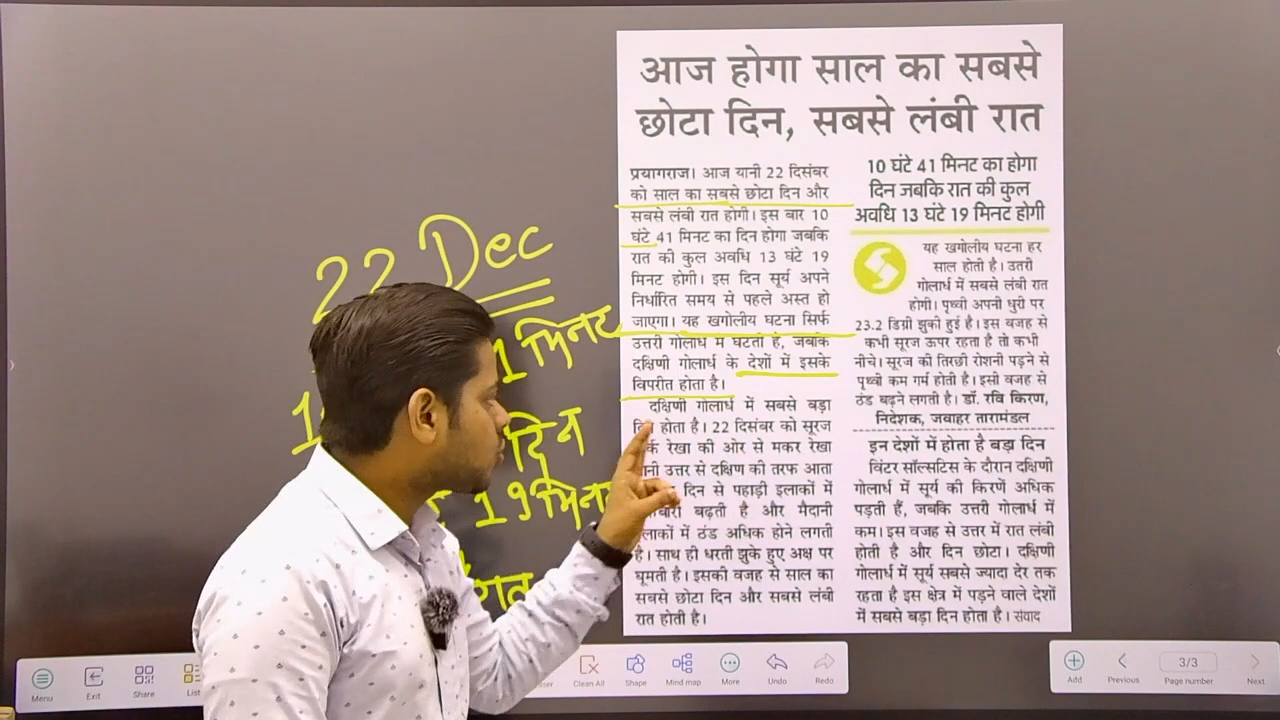 आज होगा साल का सबसे
छोटा दिन, सबसे लंबी रात
प्रयागराज। आज यानी 22 दिसंबर
को साल का सबसे छोटा दिन और
सबसे लंबी रात होगी। इस बार 10
घंटे 41 मिनट का दिन होगा जबकि
रात की कुल अवधि 13 घंटे 19
मिनट होगी। इस दिन सूर्य अपने
निर्धारित समय से पहले अस्त हो
जाएगा। यह खगोलीय घटना सिर्फ
उत्तरी गोलार्ध में घटती है, जबकि
दक्षिणी गोलार्ध के देशों में इसके
विपरीत होता है।
दक्षिणी गोलार्ध में सबसे बड़ा
होता है। 22 दिसंबर को सूरज
रेखा की ओर से मकर रेखा
उत्तर से दक्षिण की तरफ आता
दिन से पहाड़ी इलाकों में
बढ़ती है और मैदानी
में ठंड अधिक होने लगती
है। साथ ही धरती झुके हुए अक्ष पर
घूमती है। इसकी वजह से साल का
सबसे छोटा दिन और सबसे लंबी
रात होती है।
10 घंटे 41 मिनट का होगा
दिन जबकि रात की कुल
अवधि 13 घंटे 19 मिनट होगी
यह खगोलीय घटना हर
साल होती है। उतरी
गोलार्ध में सबसे लंबी रात
होगी। पृथ्वी अपनी धुरी पर
23.2 डिग्री झुकी हुई है। इस वजह से
कभी सूरज ऊपर रहता है तो कभी
नीचे। सूरज की तिरछी रोशनी पड़ने से
पृथ्वी कम गर्म होती है। इसी वजह से
ठंड बढ़ने लगती है। डॉ. रवि किरण,
निदेशक, जवाहर तारामंडल
इन देशों में होता है बड़ा दिन
विंटर सॉल्सटिस के दौरान दक्षिणी
गोलार्ध में सूर्य की किरणें अधिक
पड़ती हैं, जबकि उत्तरी गोलार्ध में
कम। इस वजह से उत्तर में रात लंबी
होती है और दिन छोटा। दक्षिणी
गोलार्ध में सूर्य सबसे ज्यादा देर तक
रहता है इस क्षेत्र में पड़ने वाले देशों
में सबसे बड़ा दिन होता है। संवाद
22 Dec
1 मिनट
दिन
19 मिनट
रात
Menu
Exit
Share
List
Clean All
Shape
Mind map
More
Undo
Redo
Add
Previous
3/3
Page number
Next